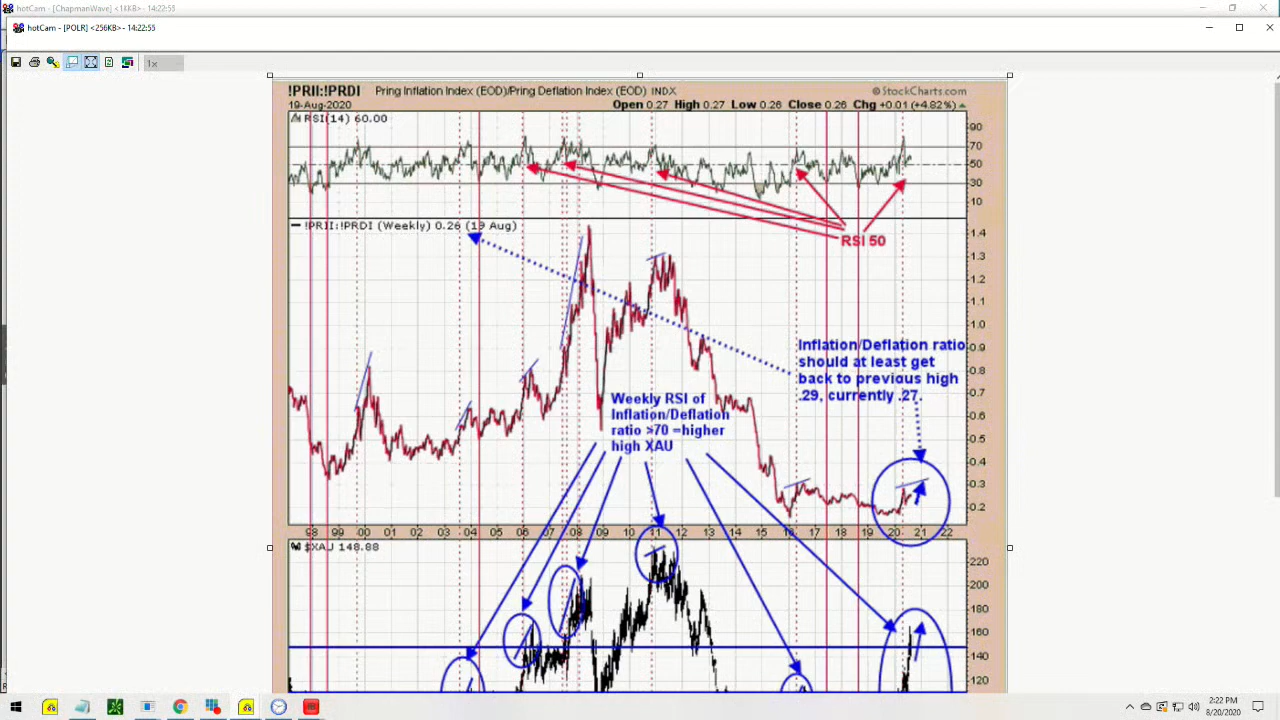 hotCam - [ChapmanWave] <1KKB> - 14:22:55
hotCam - [POLR] <256KB> - 14:22:55
1x
!PRII:!PRDI Pring Inflation Index (EOD)/Pring Deflation Index (EOD) INDX © StockCharts.com
19-Aug-2020 Open 0.27 High 0.27 Low 0.26 Close 0.26 Chg +0.01 (+4.82%)
RSI(14) 60.00
90
70
50
30
10
RSI 50
!PRII:!PRDI (Weekly) 0.26 (19 Aug)
1.4
1.3
1.2
1.1
1.0
0.9
0.8
0.7
0.6
0.5
0.4
0.3
0.2
Inflation/Deflation ratio
should at least get
back to previous high
.29, currently .27.
Weekly RSI of
Inflation/Deflation
ratio >70 =higher
high XAU
98 99 00 01 02 03 04 05 06 07 08 09 10 11 12 13 14 15 16 17 18 19 20 21 22
$XAU 148.88
220
200
180
160
140
120
2:22 PM
8/20/2020